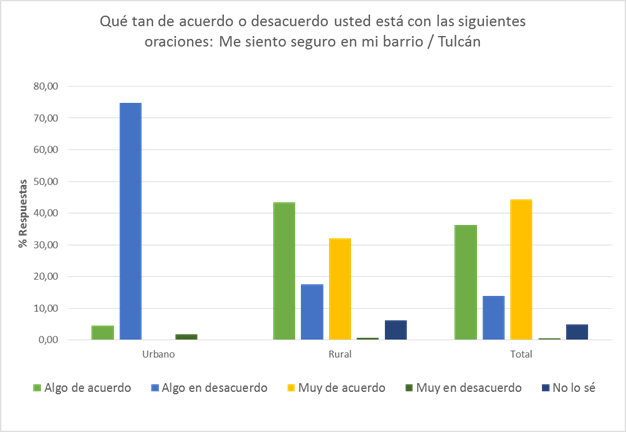 Qué tan de acuerdo o desacuerdo usted está con las siguientes
oraciones: Me siento seguro en mi barrio / Tulcán
80,00
70,00
60,00
50,00
40,00
30,00
20,00
10,00
0,00
% Respuestas
Urbano Rural Total
Algo de acuerdo Algo en desacuerdo Muy de acuerdo Muy en desacuerdo No lo sé